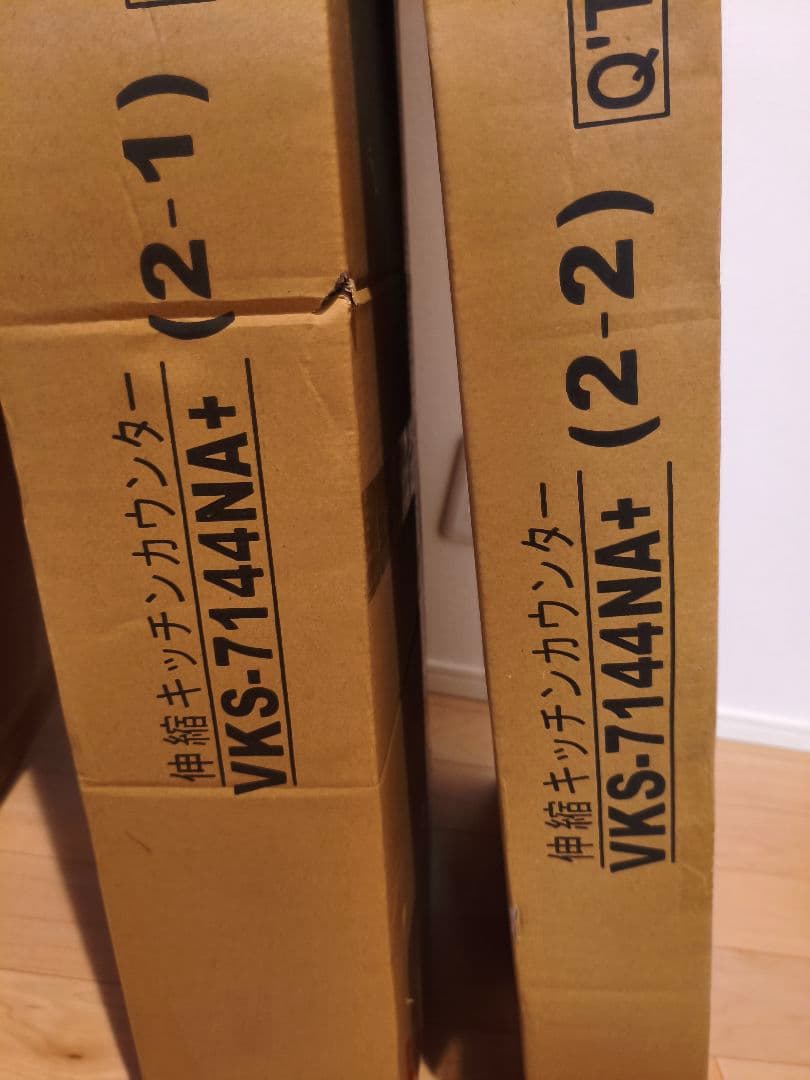 伸縮キッチンカウンター
VKS-7144NA+ (2-1)
伸縮キッチンカウンター
VKS-7144NA+ (2-2)
Q'T